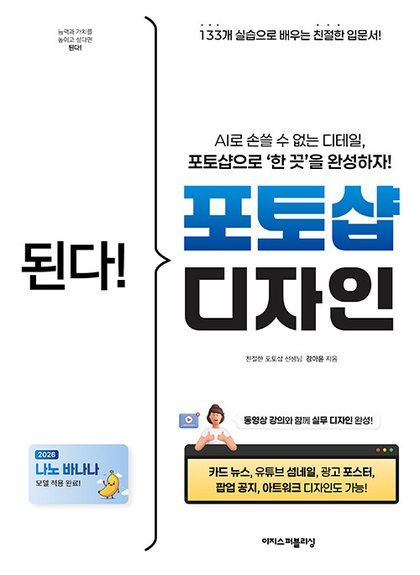 능력과 가치를
높이고 싶다면
된다!
133개 실습으로 배우는 친절한 입문서!
AI로 손쓸 수 없는 디테일,
포토샵으로 '한 끗'을 완성하자!
포토샵
디자인
된다!
친절한 포토샵 선생님 강아윤 지음
동영상 강의와 함께 실무 디자인 완성!
2026
나노 바나나
모델 적용 완료!
카드 뉴스, 유튜브 섬네일, 광고 포스터,
팝업 공지, 아트워크 디자인도 가능!
이지스퍼블리싱